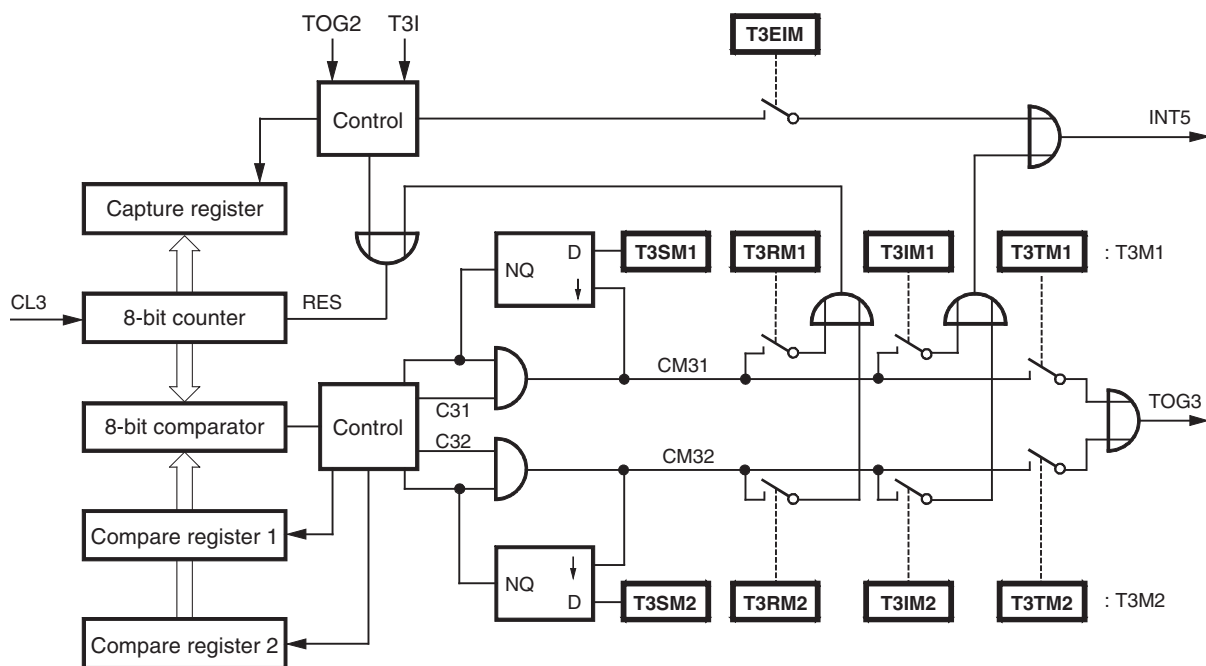 TOG2 T3I
T3EIM
Control
INT5
Capture register
NQ D
T3SM1
T3RM1
T3IM1
T3TM1
: T3M1
CL3
8-bit counter
RES
CM31
C31
8-bit comparator
Control
TOG3
C32
CM32
Compare register 1
NQ D
T3SM2
T3RM2
T3IM2
T3TM2
: T3M2
Compare register 2